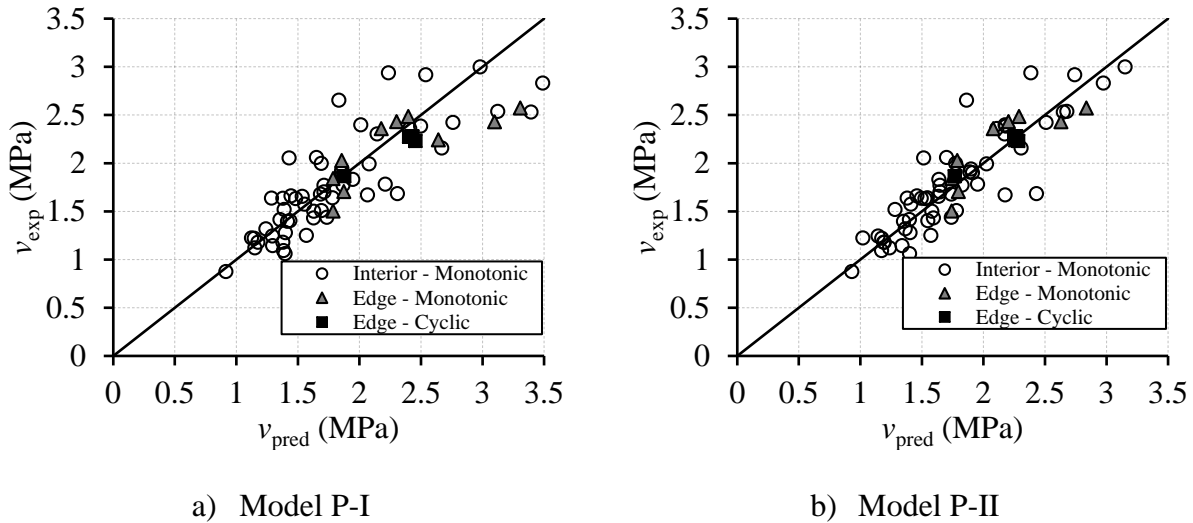 3.5
3
2.5
2
1.5
1
0.5
0
v_exp (MPa)
0 0.5 1 1.5 2 2.5 3 3.5
v_pred (MPa)
Interior - Monotonic
Edge - Monotonic
Edge - Cyclic
a) Model P-I
3.5
3
2.5
2
1.5
1
0.5
0
v_exp (MPa)
0 0.5 1 1.5 2 2.5 3 3.5
v_pred (MPa)
Interior - Monotonic
Edge - Monotonic
Edge - Cyclic
b) Model P-II